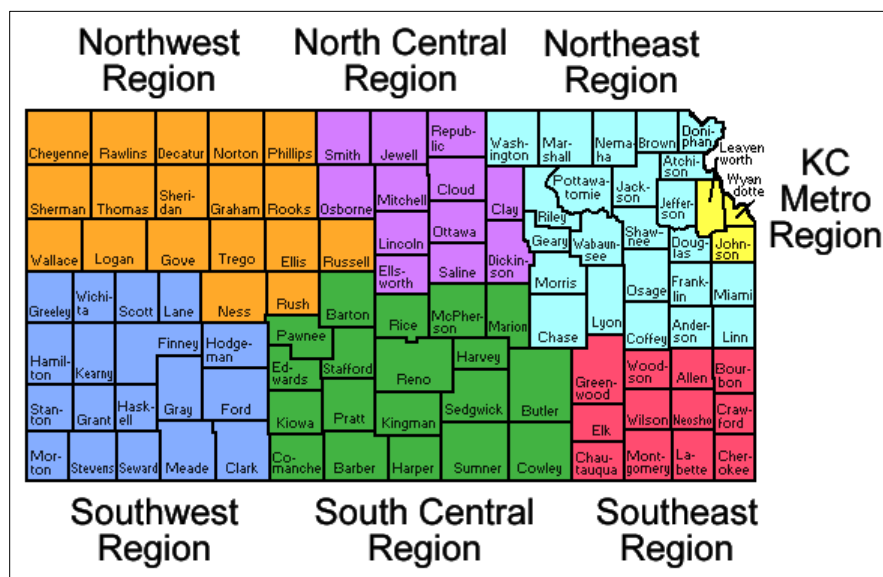 Northwest
Region
North Central
Region
Northeast
Region
KC
Metro
Region
Cheyenne
Rawlins
Decatur
Norton
Phillips
Smith
Jewell
Repub-
lic
Wash-
ington
Mar-
shall
Nema-
ha
Brown
Doni-
phan
Leaven
worth
Atchi-
son
Wyan
dotte
Sherman
Thomas
Sheri-
dan
Graham
Rooks
Osborne
Mitchell
Cloud
Clay
Riley
Pottawa-
tomie
Jack-
son
Jeffer-
son
Wallace
Logan
Gove
Trego
Ellis
Russell
Lincoln
Ottawa
Ells-
worth
Saline
Dickin-
son
Geary
Wabaun-
see
Shaw-
nee
Doug-
las
John-
son
Morris
Osage
Frank-
lin
Miami
Greeley
Wichi-
ta
Scott
Lane
Ness
Rush
Barton
Rice
McPher-
son
Marion
Chase
Lyon
Coffey
Ander-
son
Linn
Hamil-
ton
Kearny
Finney
Hodge-
man
Pawnee
Ed-
wards
Stafford
Reno
Harvey
Butler
Green-
wood
Wood-
son
Allen
Bour-
bon
Stan-
ton
Grant
Has-
kell
Gray
Ford
Kiowa
Pratt
Kingman
Sedgwick
Elk
Wilson
Neosho
Craw-
ford
Mor-
ton
Stevens
Seward
Meade
Clark
Co-
manche
Barber
Harper
Sumner
Cowley
Chau-
tauqua
Mont-
gomery
La-
bette
Cher-
okee
Southwest
Region
South Central
Region
Southeast
Region